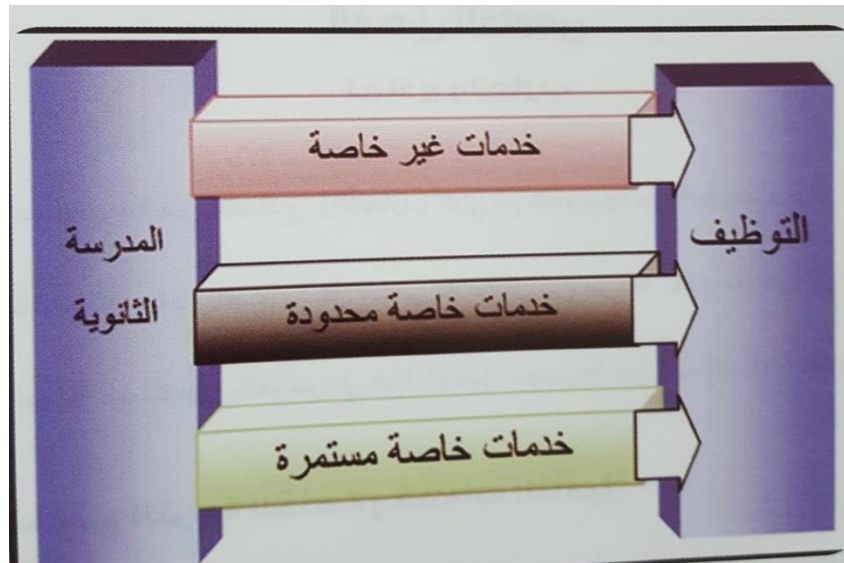 المدرسة
الثانوية
خدمات غير خاصة
خدمات خاصة محدودة
خدمات خاصة مستمرة
التوظيف